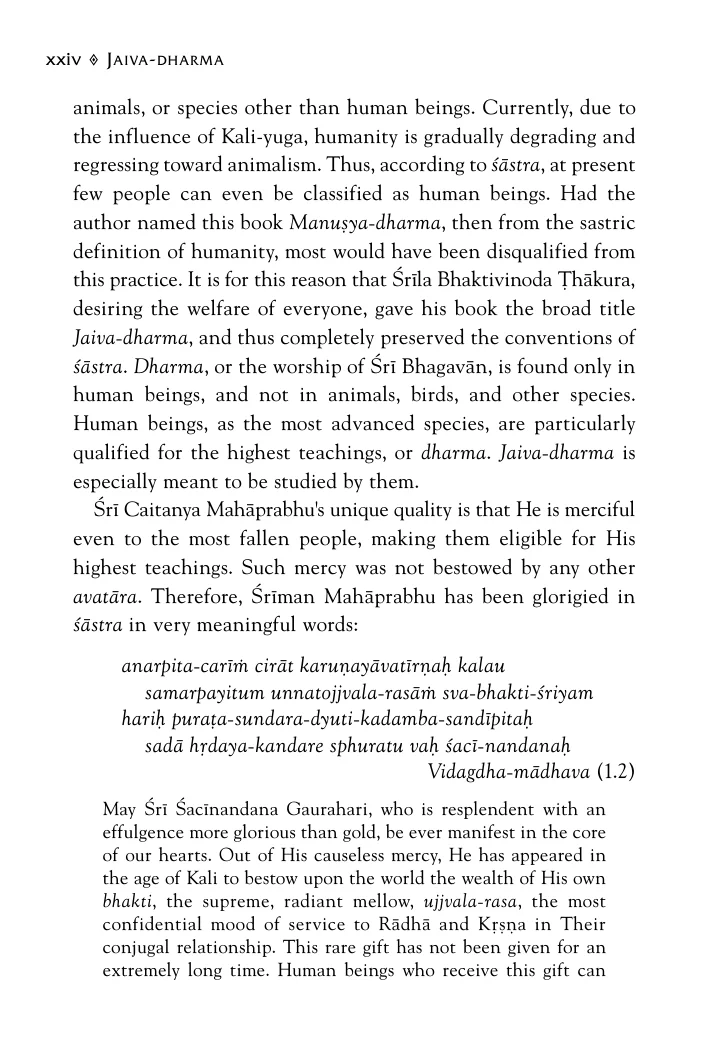 xxiv ◈ Jaiva-dharma
animals, or species other than human beings. Currently, due to
the influence of Kali-yuga, humanity is gradually degrading and
regressing toward animalism. Thus, according to śāstra, at present
few people can even be classified as human beings. Had the
author named this book Manuṣya-dharma, then from the sastric
definition of humanity, most would have been disqualified from
this practice. It is for this reason that Śrīla Bhaktivinoda Ṭhākura,
desiring the welfare of everyone, gave his book the broad title
Jaiva-dharma, and thus completely preserved the conventions of
śāstra. Dharma, or the worship of Śrī Bhagavān, is found only in
human beings, and not in animals, birds, and other species.
Human beings, as the most advanced species, are particularly
qualified for the highest teachings, or dharma. Jaiva-dharma is
especially meant to be studied by them.
Śrī Caitanya Mahāprabhu's unique quality is that He is merciful
even to the most fallen people, making them eligible for His
highest teachings. Such mercy was not bestowed by any other
avatāra. Therefore, Śrīman Mahāprabhu has been glorigied in
śāstra in very meaningful words:
anarpita-carīṁ cirāt karuṇayāvatīrṇaḥ kalau
samarpayitum unnatojjvala-rasāṁ sva-bhakti-śriyam
hariḥ puraṭa-sundara-dyuti-kadamba-sandīpitaḥ
sadā hṛdaya-kandare sphuratu vaḥ śacī-nandanaḥ
Vidagdha-mādhava (1.2)
May Śrī Śacīnandana Gaurahari, who is resplendent with an
effulgence more glorious than gold, be ever manifest in the core
of our hearts. Out of His causeless mercy, He has appeared in
the age of Kali to bestow upon the world the wealth of His own
bhakti, the supreme, radiant mellow, ujjvala-rasa, the most
confidential mood of service to Rādhā and Kṛṣṇa in Their
conjugal relationship. This rare gift has not been given for an
extremely long time. Human beings who receive this gift can